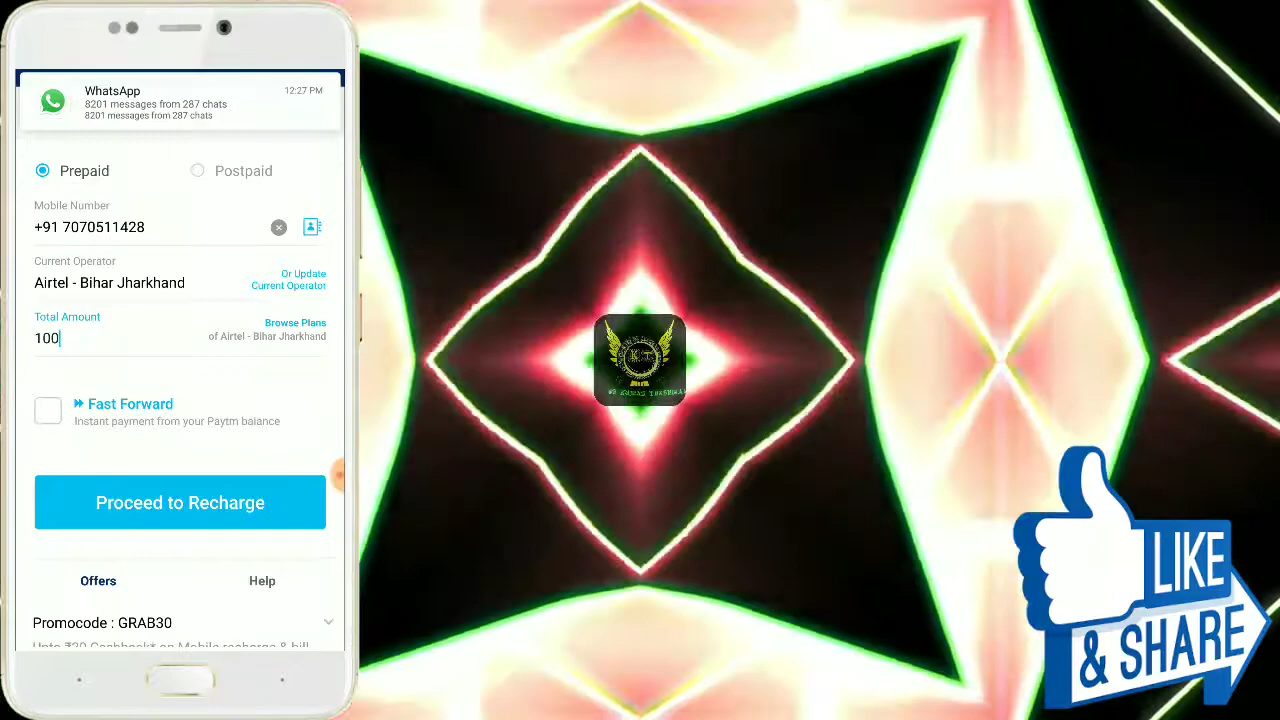 WhatsApp
12:27 PM
8201 messages from 287 chats
8201 messages from 287 chats
Prepaid
Postpaid
Mobile Number
+91 7070511428
Current Operator
Airtel - Bihar Jharkhand
Or Update
Current Operator
Total Amount
100
Browse Plans
of Airtel - Bihar Jharkhand
Fast Forward
Instant payment from your Paytm balance
Proceed to Recharge
Offers
Help
Promocode : GRAB30
LIKE
& SHARE